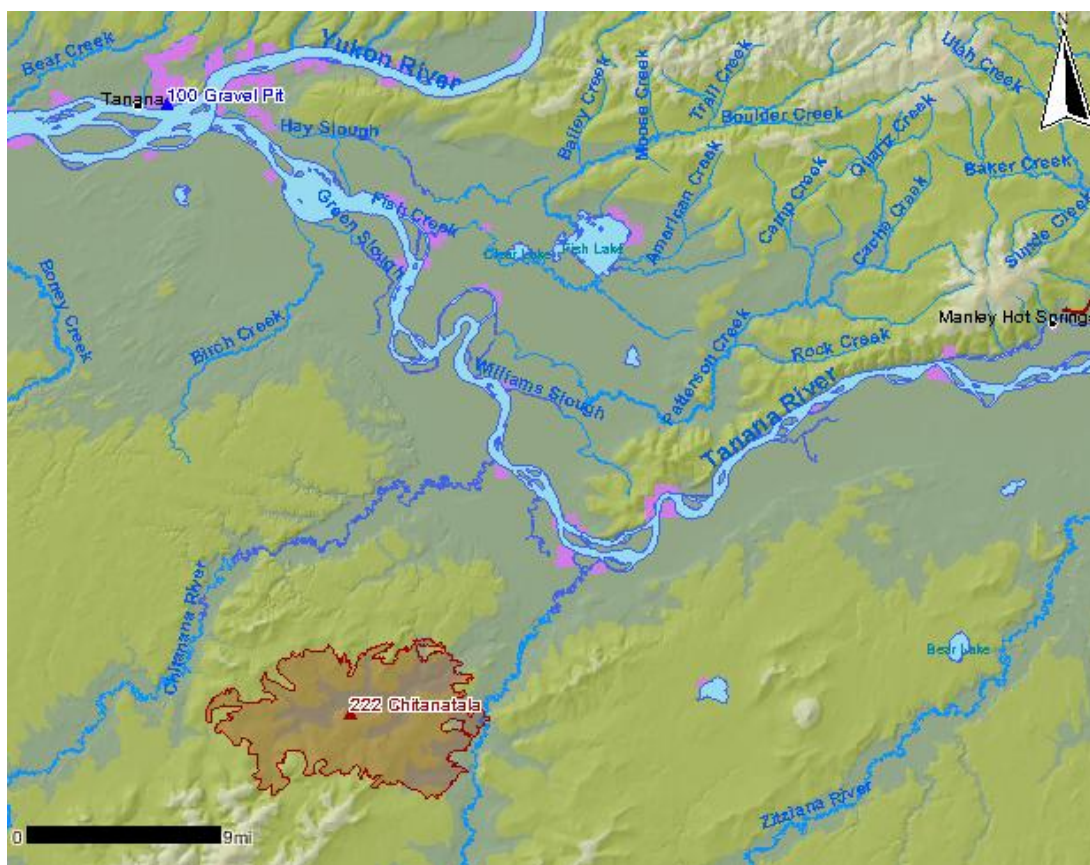 N
Bear Creek
Yukon River
Utah Creek
Tanana
100 Gravel Pit
Hay Slough
Bailey Creek
Moose Creek
Trail Creek
Boulder Creek
Quartz Creek
Baker Creek
Fish Creek
Green Slough
Clear Lake
Fish Lake
American Creek
Camp Creek
Cache Creek
Boney Creek
Birch Creek
Manley Hot Springs
Rock Creek
Williams Slough
Patterson Creek
Tanana River
Chitanana River
Bear Lake
222 Chitanatala
Zitziana River
0 9mi